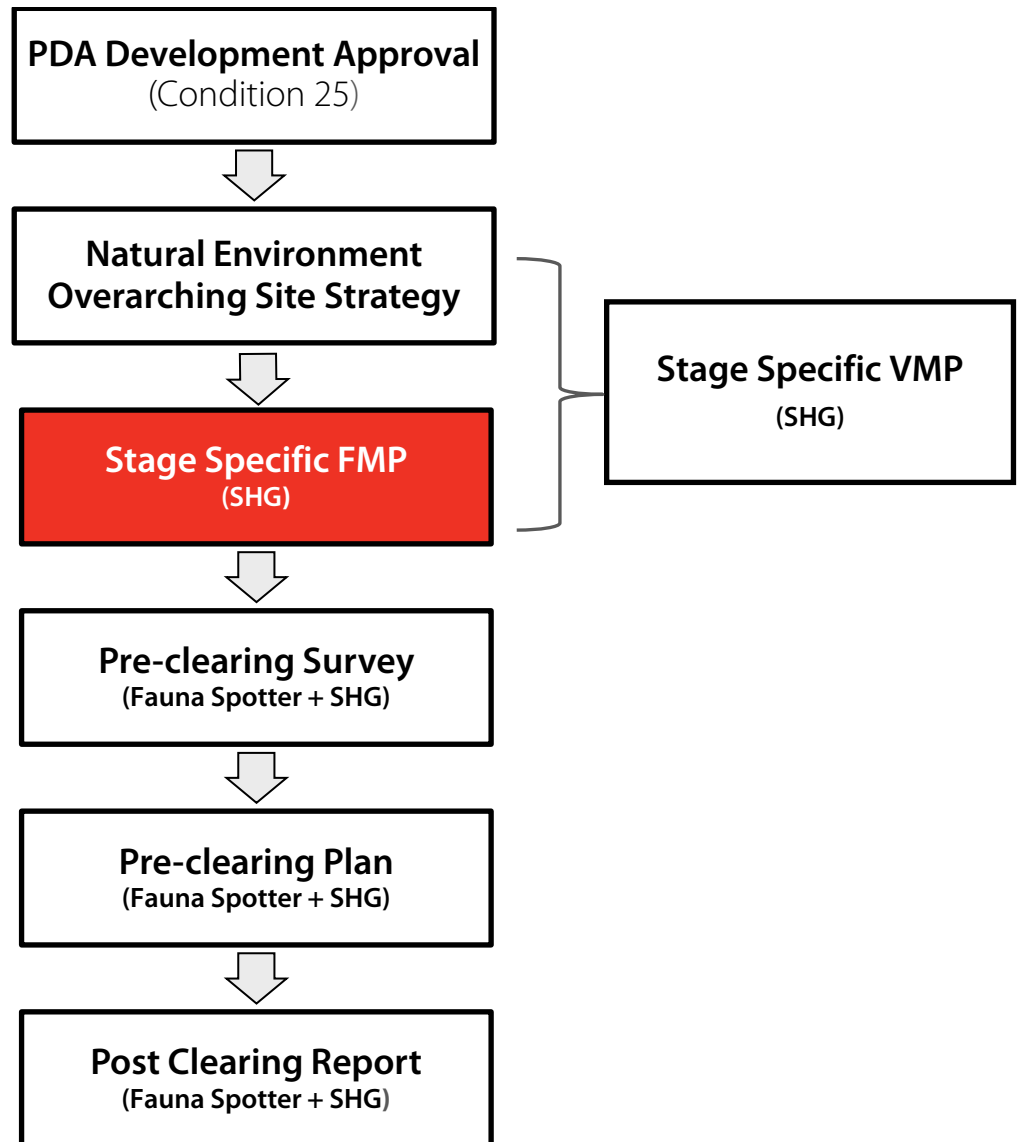 PDA Development Approval
(Condition 25)
Natural Environment
Overarching Site Strategy
Stage Specific FMP
(SHG)
Stage Specific VMP
(SHG)
Pre-clearing Survey
(Fauna Spotter + SHG)
Pre-clearing Plan
(Fauna Spotter + SHG)
Post Clearing Report
(Fauna Spotter + SHG)